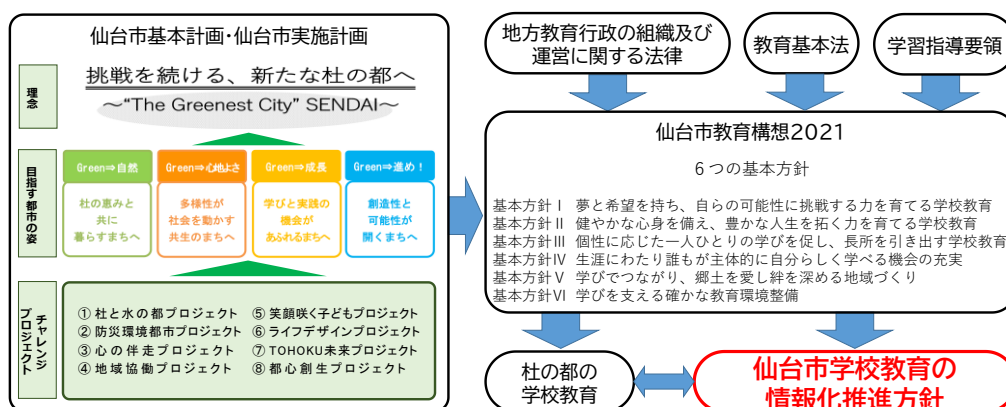 仙台市基本計画・仙台市実施計画
理念
挑戦を続ける、新たな杜の都へ
～“The Greenest City” SENDAI～
目指す都市の姿
Green⇒自然
杜の恵みと
共に
暮らすまちへ
Green⇒心地よさ
多様性が
社会を動かす
共生のまちへ
Green⇒成長
学びと実践の
機会が
あふれるまちへ
Green⇒進め！
創造性と
可能性が
開くまちへ
チャレンジ
プロジェクト
① 杜と水の都プロジェクト
② 防災環境都市プロジェクト
③ 心の伴走プロジェクト
④ 地域協働プロジェクト
⑤ 笑顔咲く子どもプロジェクト
⑥ ライフデザインプロジェクト
⑦ TOHOKU未来プロジェクト
⑧ 都心創生プロジェクト
地方教育行政の組織及び
運営に関する法律
教育基本法
学習指導要領
仙台市教育構想2021
6つの基本方針
基本方針Ⅰ 夢と希望を持ち、自らの可能性に挑戦する力を育てる学校教育
基本方針Ⅱ 健やかな心身を備え、豊かな人生を拓く力を育てる学校教育
基本方針Ⅲ 個性に応じた一人ひとりの学びを促し、長所を引き出す学校教育
基本方針Ⅳ 生涯にわたり誰もが主体的に自分らしく学べる機会の充実
基本方針Ⅴ 学びでつながり、郷土を愛し絆を深める地域づくり
基本方針Ⅵ 学びを支える確かな教育環境整備
杜の都の
学校教育
仙台市学校教育の
情報化推進方針